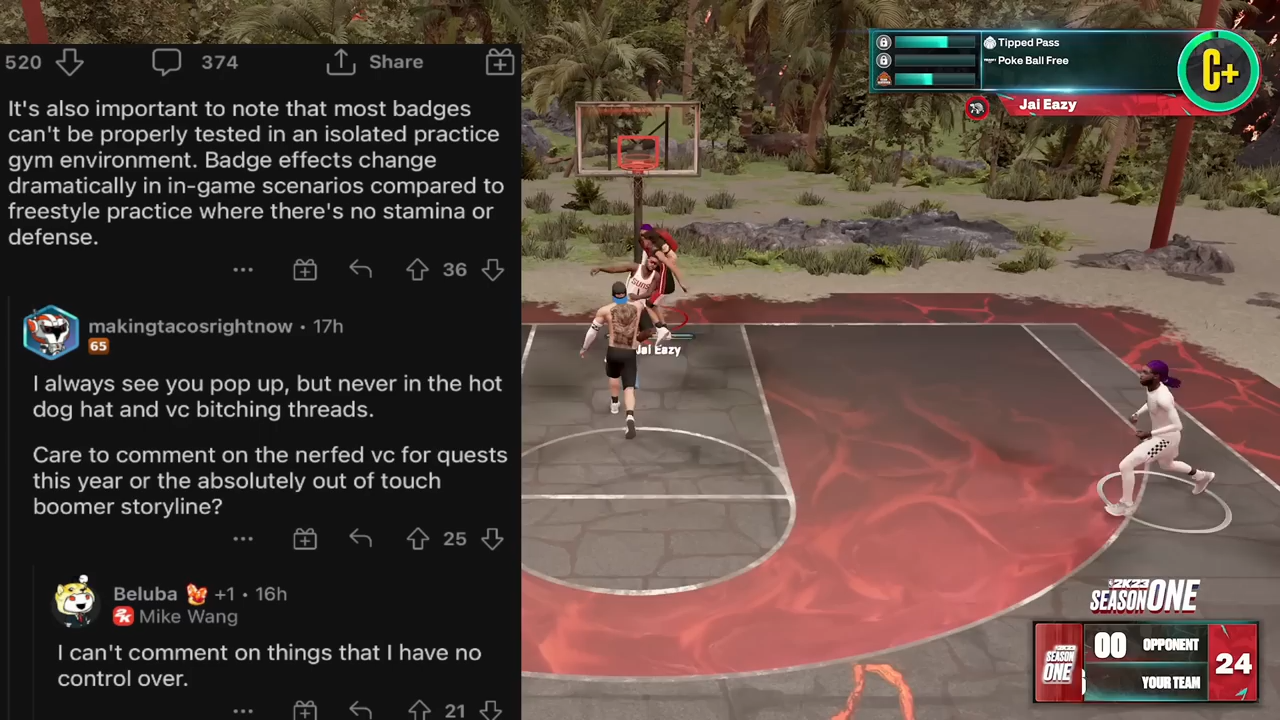 520
374
Share
It's also important to note that most badges
can't be properly tested in an isolated practice
gym environment. Badge effects change
dramatically in in-game scenarios compared to
freestyle practice where there's no stamina or
defense.
36
makingtacosrightnow • 17h
65
I always see you pop up, but never in the hot
dog hat and vc bitching threads.
Care to comment on the nerfed vc for quests
this year or the absolutely out of touch
boomer storyline?
25
Beluba +1 • 16h
2K Mike Wang
I can't comment on things that I have no
control over.
21
Tipped Pass
Poke Ball Free
C+
Jai Eazy
SUNS
Jai Eazy
2K23
SEASON ONE
SEASON ONE
00 OPPONENT
YOUR TEAM
24